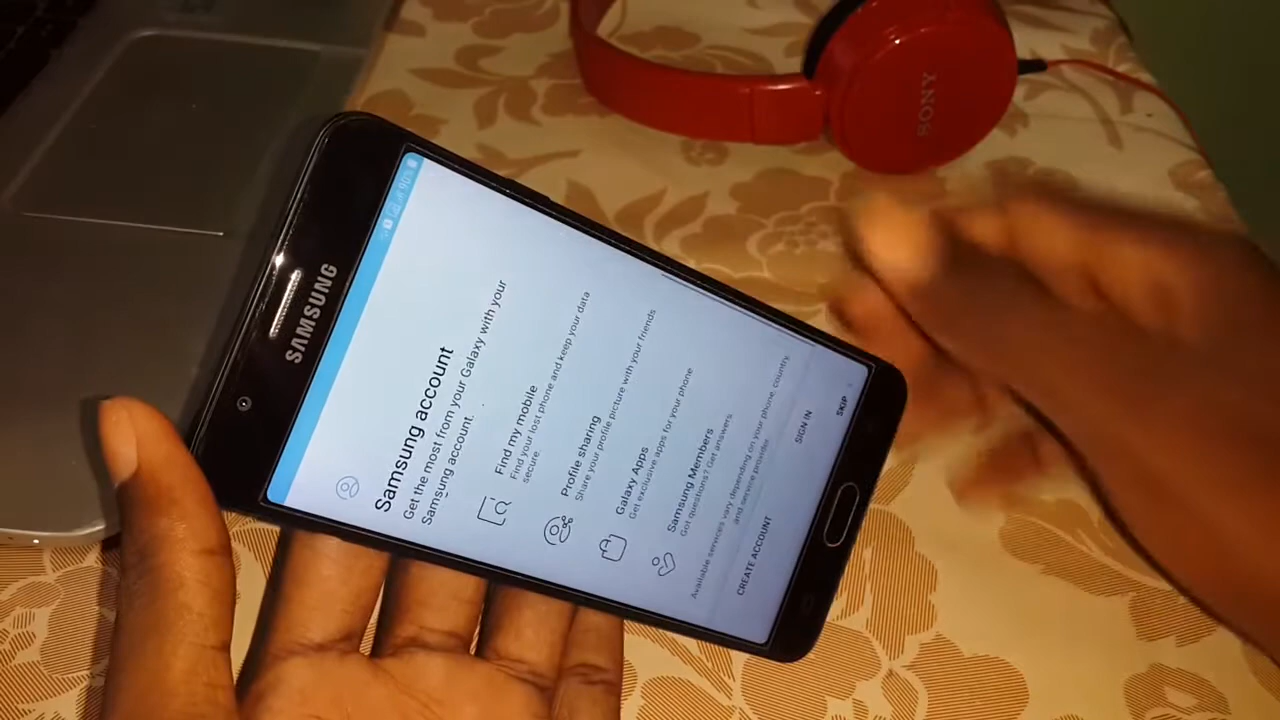 SONY
SAMSUNG
90%
Samsung account
Get the most from your Galaxy with your
Samsung account.
Find my mobile
Find your lost phone and keep your data
secure
Profile sharing
Share your profile picture with your friends
Galaxy Apps
Get exclusive apps for your phone
Samsung Members
Got questions? Get answers
Available services vary depending on your phone, country,
and service provider.
CREATE ACCOUNT
SIGN IN
SKIP